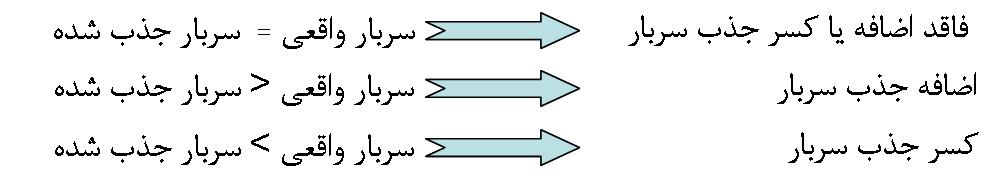 فاقد اضافه یا کسر جذب سربار سربار واقعی = سربار جذب شده
اضافه جذب سربار سربار واقعی < سربار جذب شده
کسر جذب سربار سربار واقعی > سربار جذب شده